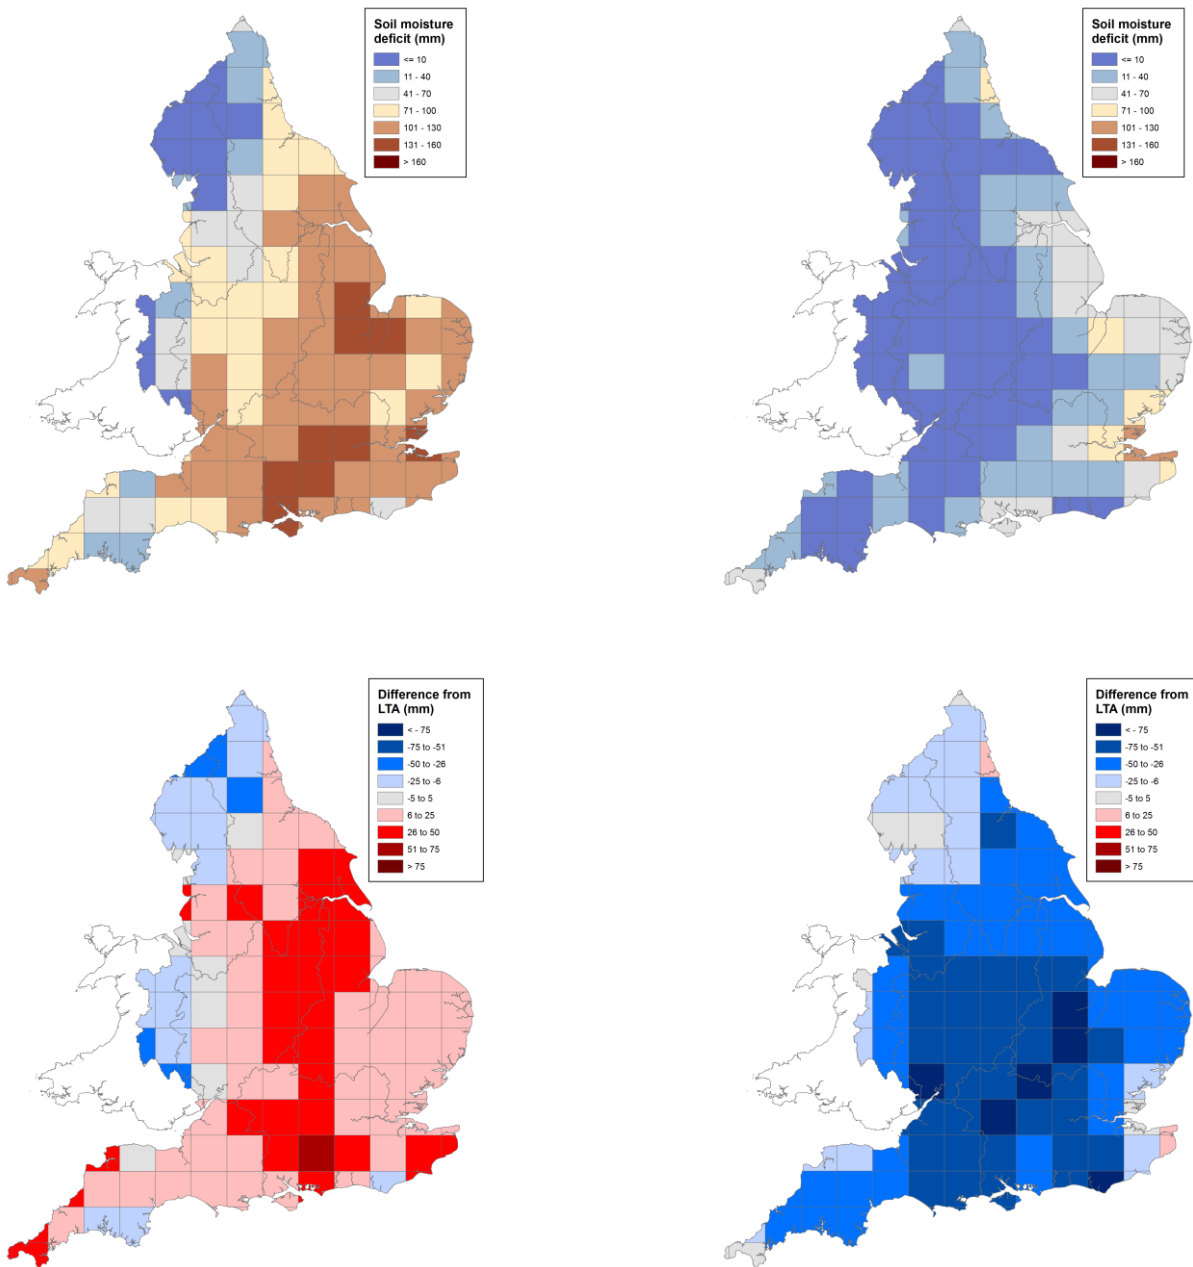 Soil moisture
deficit (mm)
<= 10
11 - 40
41 - 70
71 - 100
101 - 130
131 - 160
> 160
Soil moisture
deficit (mm)
<= 10
11 - 40
41 - 70
71 - 100
101 - 130
131 - 160
> 160
Difference from
LTA (mm)
< - 75
-75 to -51
-50 to -26
-25 to -6
-5 to 5
6 to 25
26 to 50
51 to 75
> 75
Difference from
LTA (mm)
< - 75
-75 to -51
-50 to -26
-25 to -6
-5 to 5
6 to 25
26 to 50
51 to 75
> 75